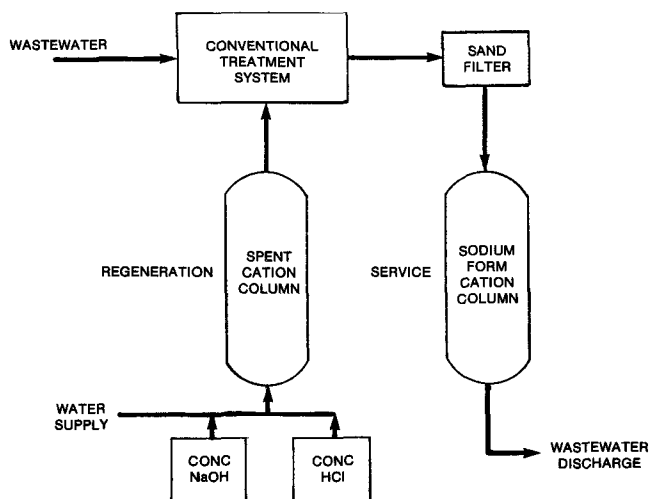 WASTEWATER
CONVENTIONAL
TREATMENT
SYSTEM
SAND
FILTER
REGENERATION
SPENT
CATION
COLUMN
SERVICE
SODIUM
FORM
CATION
COLUMN
WATER
SUPPLY
CONC
NaOH
CONC
HCl
WASTEWATER
DISCHARGE